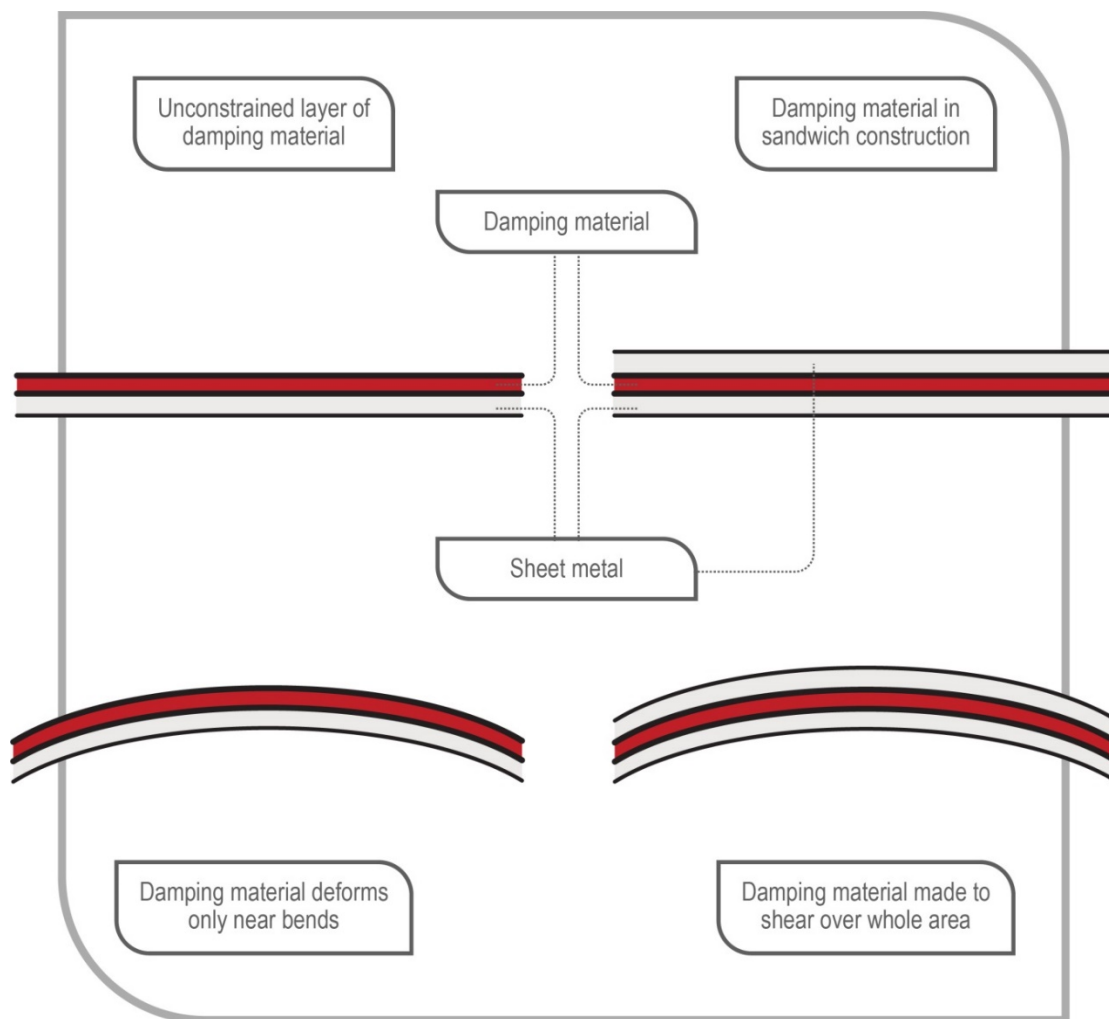 Unconstrained layer of
damping material
Damping material in
sandwich construction
Damping material
Sheet metal
Damping material deforms
only near bends
Damping material made to
shear over whole area